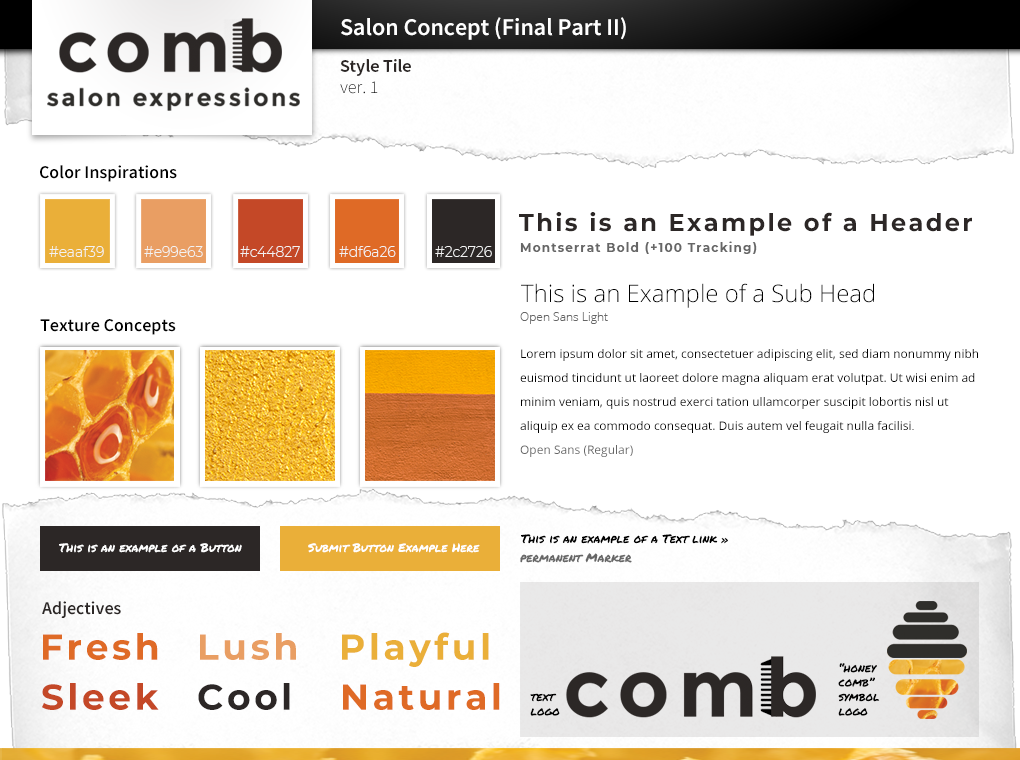 comb
salon expressions
Salon Concept (Final Part II)
Style Tile
ver. 1
Color Inspirations
#eaaf39
#e99e63
#c44827
#df6a26
#2c2726
Texture Concepts
This is an Example of a Header
Montserrat Bold (+100 Tracking)
This is an Example of a Sub Head
Open Sans Light
Lorem ipsum dolor sit amet, consectetuer adipiscing elit, sed diam nonummy nibh
euismod tincidunt ut laoreet dolore magna aliquam erat volutpat. Ut wisi enim ad
minim veniam, quis nostrud exerci tation ullamcorper suscipit lobortis nisl ut
aliquip ex ea commodo consequat. Duis autem vel feugait nulla facilisi.
Open Sans (Regular)
This is an example of a Button
Submit Button Example Here
This is an example of a Text link »
permanent Marker
Adjectives
Fresh
Lush
Playful
Sleek
Cool
Natural
text
logo
comb
"Honey
comb"
symbol
logo